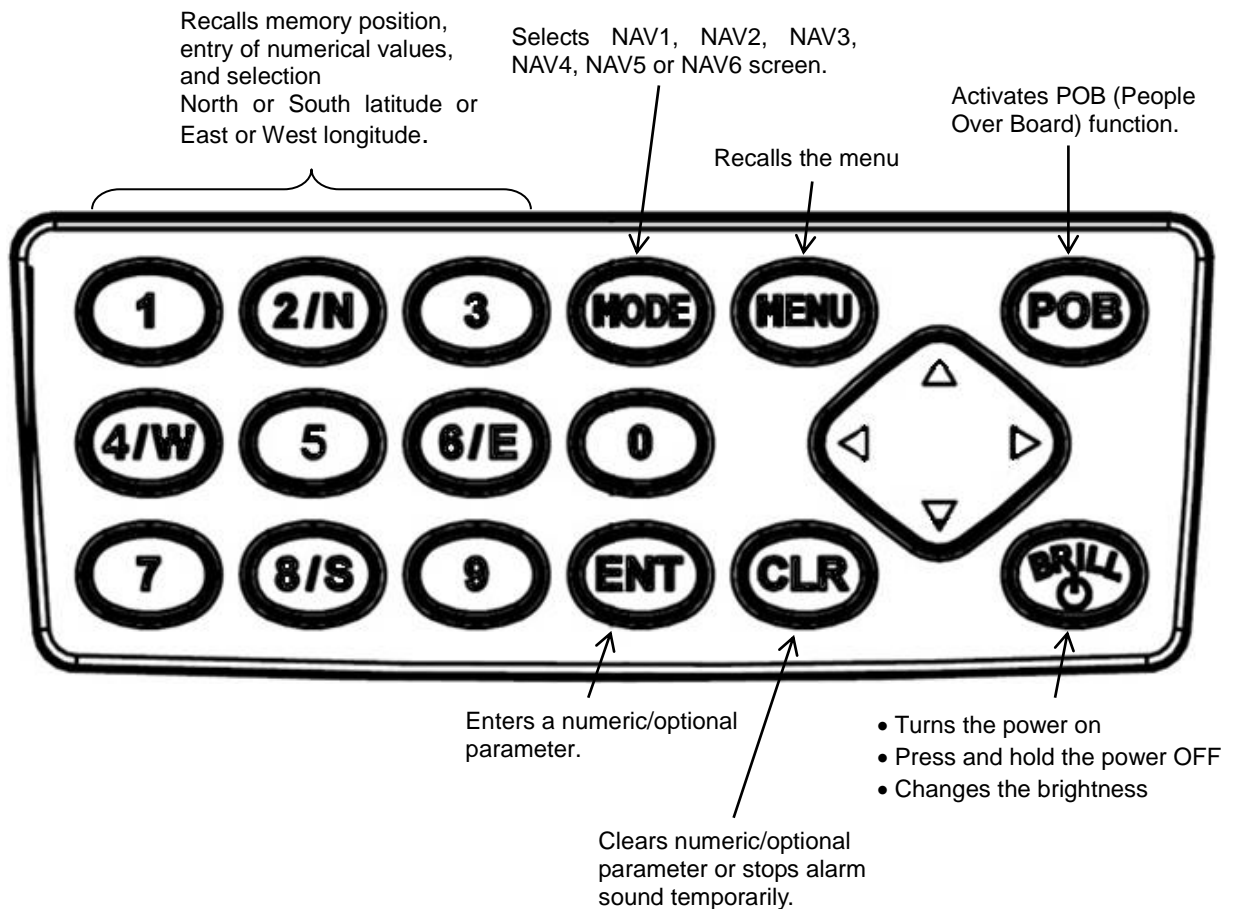 Recalls memory position,
entry of numerical values,
and selection
North or South latitude or
East or West longitude.
Selects NAV1, NAV2, NAV3,
NAV4, NAV5 or NAV6 screen.
Recalls the menu
Activates POB (People
Over Board) function.
1 2/N 3 MODE MENU POB
4/W 5 6/E 0
7 8/S 9 ENT CLR BRILL
Enters a numeric/optional
parameter.
Clears numeric/optional
parameter or stops alarm
sound temporarily.
• Turns the power on
• Press and hold the power OFF
• Changes the brightness